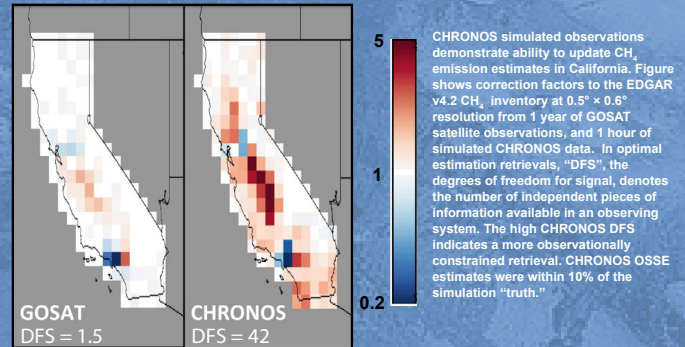 GOSAT
DFS = 1.5
CHRONOS
DFS = 42
5
1
0.2
CHRONOS simulated observations
demonstrate ability to update CH4
emission estimates in California. Figure
shows correction factors to the EDGAR
v4.2 CH4 inventory at 0.5° × 0.6°
resolution from 1 year of GOSAT
satellite observations, and 1 hour of
simulated CHRONOS data. In optimal
estimation retrievals, “DFS”, the
degrees of freedom for signal, denotes
the number of independent pieces of
information available in an observing
system. The high CHRONOS DFS
indicates a more observationally
constrained retrieval. CHRONOS OSSE
estimates were within 10% of the
simulation “truth.”